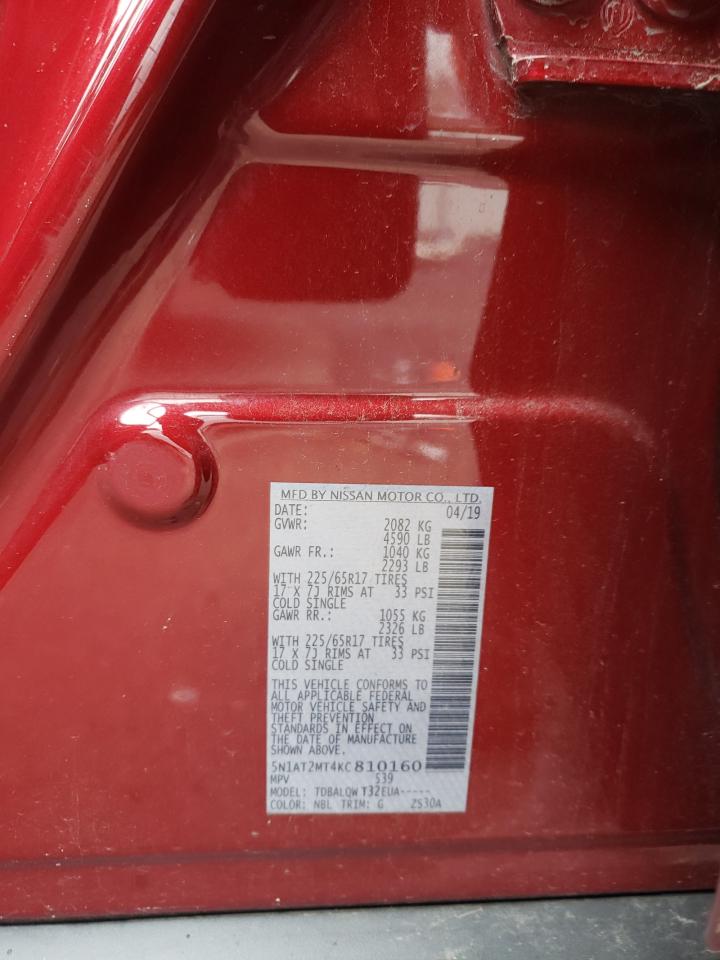 MFD BY NISSAN MOTOR CO., LTD.
DATE: 04/19
GVWR: 2082 KG
4590 LB
GAWR FR.: 1040 KG
2293 LB
WITH 225/65R17 TIRES
17 X 7J RIMS AT 33 PSI
COLD SINGLE
GAWR RR.: 1055 KG
2326 LB
WITH 225/65R17 TIRES
17 X 7J RIMS AT 33 PSI
COLD SINGLE
THIS VEHICLE CONFORMS TO
ALL APPLICABLE FEDERAL
MOTOR VEHICLE SAFETY AND
THEFT PREVENTION
STANDARDS IN EFFECT ON
THE DATE OF MANUFACTURE
SHOWN ABOVE.
5N1AT2MT4KC810160
MPV 539
MODEL: TDBALQW T32EUA-----
COLOR: NBL TRIM: G 2S30A